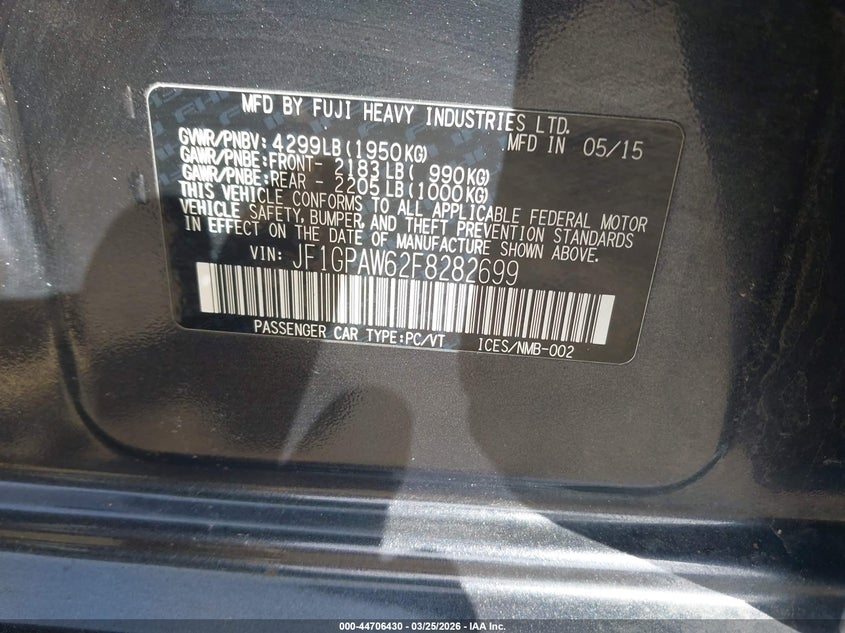 MFD BY FUJI HEAVY INDUSTRIES LTD.
GVWR/PNBV: 4299LB(1950KG) MFD IN 05/15
GAWR/PNBE:FRONT- 2183LB( 990KG)
GAWR/PNBE:REAR - 2205LB(1000KG)
THIS VEHICLE CONFORMS TO ALL APPLICABLE FEDERAL MOTOR
VEHICLE SAFETY, BUMPER, AND THEFT PREVENTION STANDARDS
IN EFFECT ON THE DATE OF MANUFACTURE SHOWN ABOVE.
VIN: JF1GPAW62F8282699
PASSENGER CAR TYPE:PC/VT ICES/NMB-002
000-44706430 - 03/25/2026 - IAA Inc.